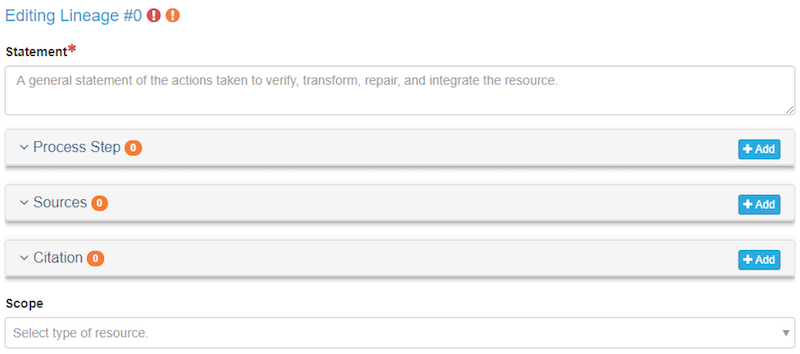 Editing Lineage #0
Statement*
A general statement of the actions taken to verify, transform, repair, and integrate the resource.
Process Step 0 + Add
Sources 0 + Add
Citation 0 + Add
Scope
Select type of resource.